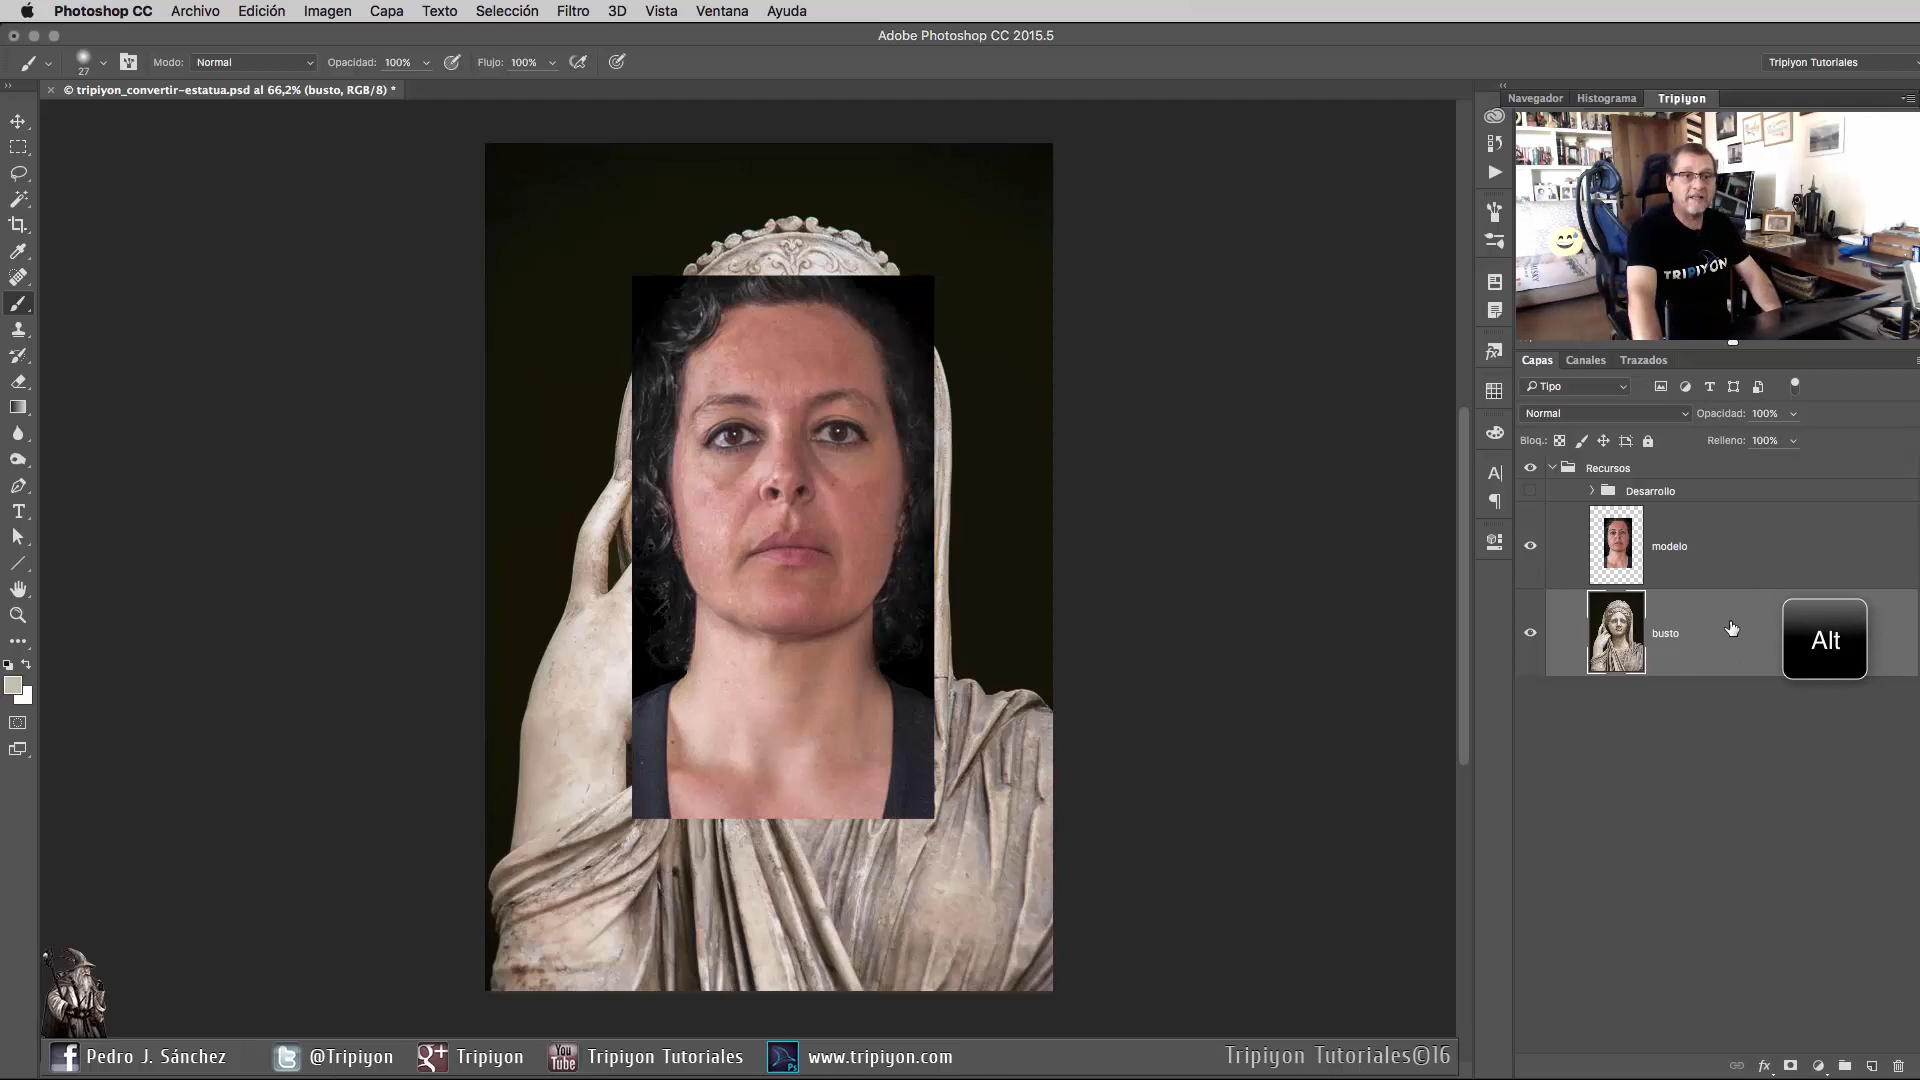 Photoshop CC Archivo Edición Imagen Capa Texto Selección Filtro 3D Vista Ventana Ayuda
Adobe Photoshop CC 2015.5
27 Modo: Normal Opacidad: 100% Flujo: 100% Tripiyon Tutoriales
© tripiyon_convertir-estatua.psd al 66,2% (busto, RGB/8) *
Navegador Histograma Tripiyon
TRIPIYON
Capas Canales Trazados
Tipo
Normal Opacidad: 100%
Bloq.: Relleno: 100%
Recursos
Desarrollo
modelo
busto
Alt
Pedro J. Sánchez @Tripiyon Tripiyon Tripiyon Tutoriales www.tripiyon.com
Tripiyon Tutoriales©16